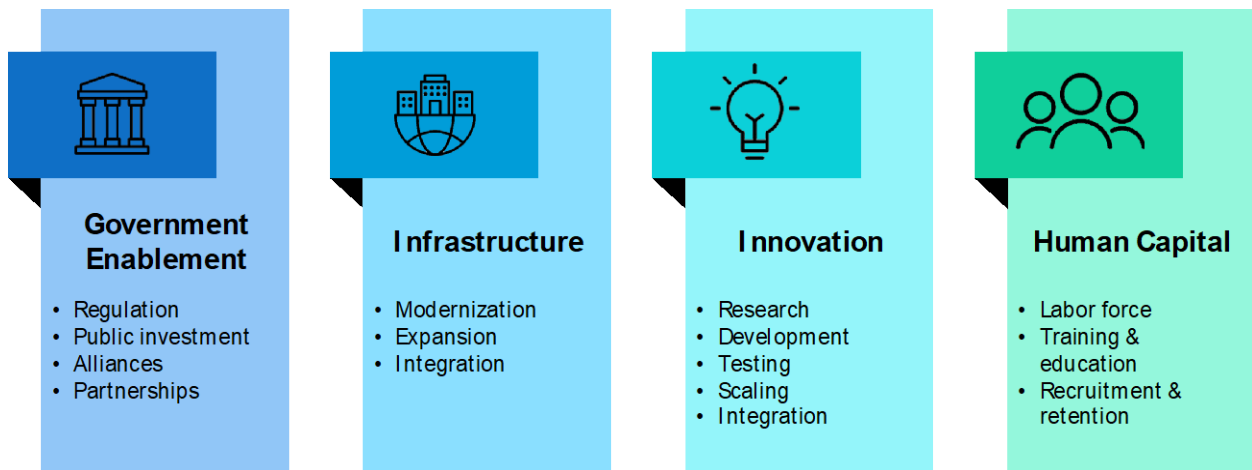 Government
Enablement
• Regulation
• Public investment
• Alliances
• Partnerships
Infrastructure
• Modernization
• Expansion
• Integration
Innovation
• Research
• Development
• Testing
• Scaling
• Integration
Human Capital
• Labor force
• Training &
education
• Recruitment &
retention